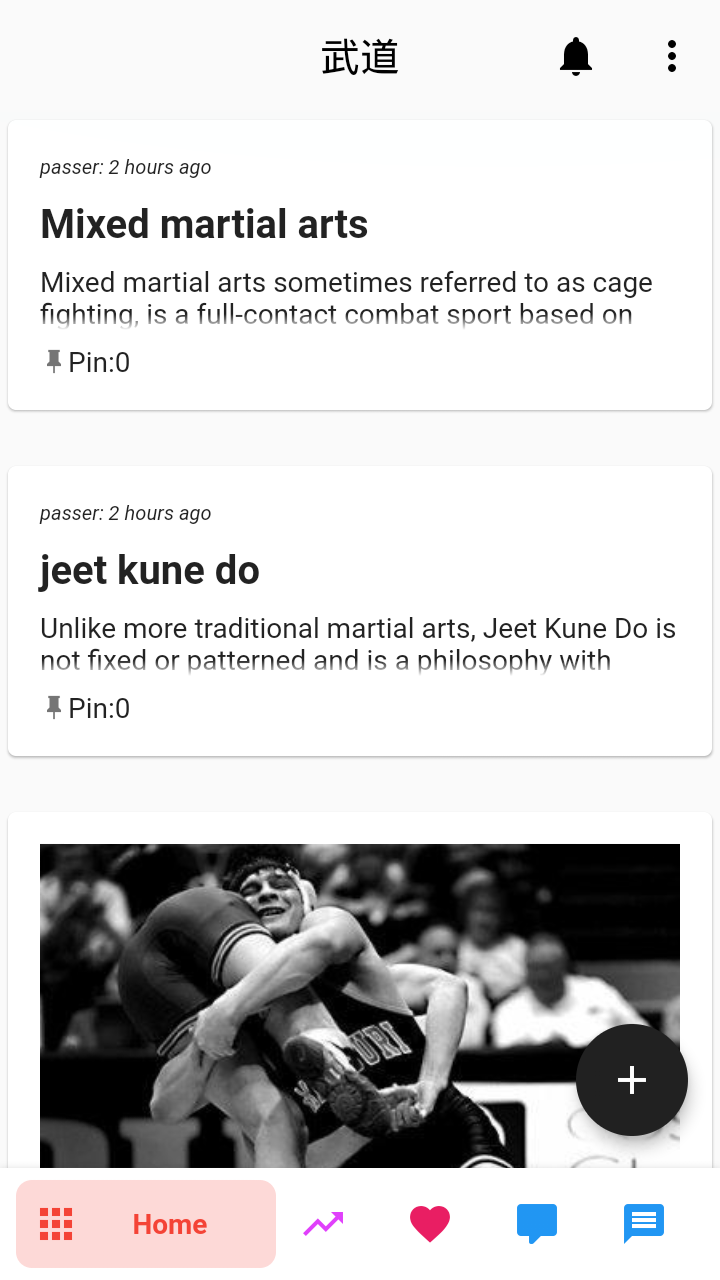 武道
passer: 2 hours ago
Mixed martial arts
Mixed martial arts sometimes referred to as cage
fighting, is a full-contact combat sport based on
Pin:0
passer: 2 hours ago
jeet kune do
Unlike more traditional martial arts, Jeet Kune Do is
not fixed or patterned and is a philosophy with
Pin:0
Home